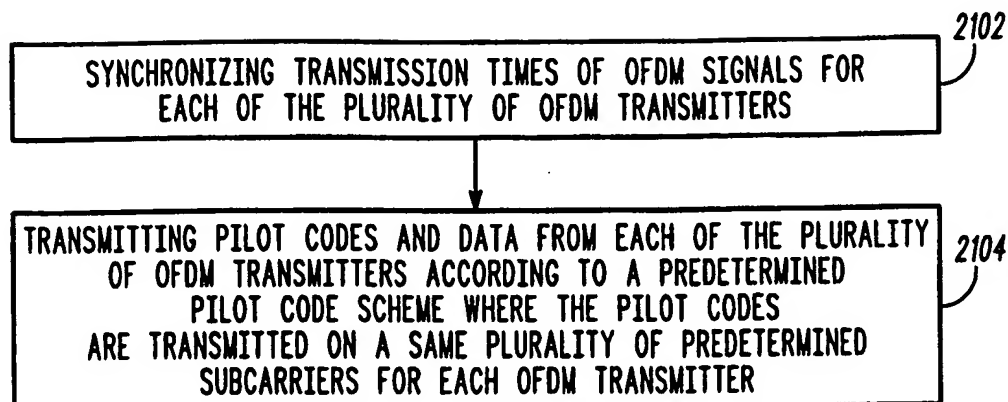 2102
SYNCHRONIZING TRANSMISSION TIMES OF OFDM SIGNALS FOR
EACH OF THE PLURALITY OF OFDM TRANSMITTERS
TRANSMITTING PILOT CODES AND DATA FROM EACH OF THE PLURALITY
OF OFDM TRANSMITTERS ACCORDING TO A PREDETERMINED
PILOT CODE SCHEME WHERE THE PILOT CODES
ARE TRANSMITTED ON A SAME PLURALITY OF PREDETERMINED
SUBCARRIERS FOR EACH OFDM TRANSMITTER
2104